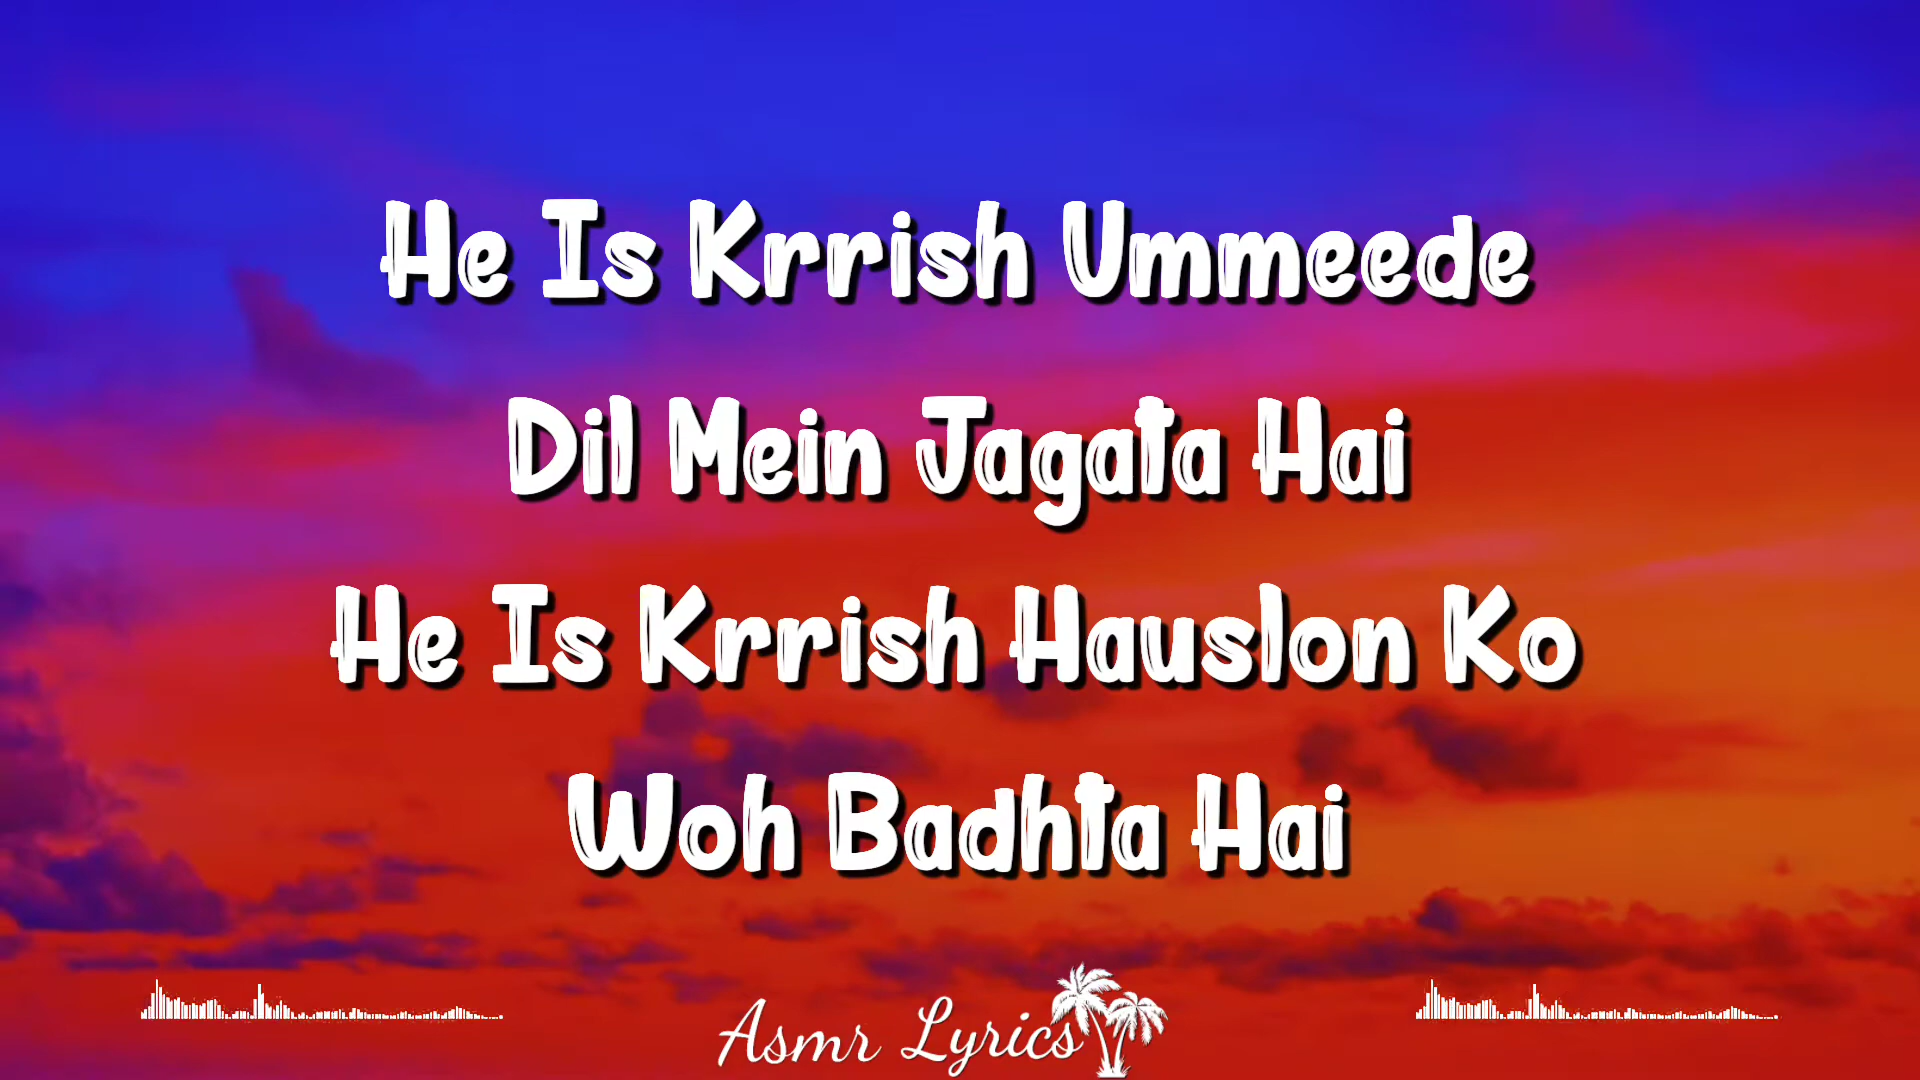 He Is Krrish Ummeede
Dil Mein Jagata Hai
He Is Krrish Hauslon Ko
Woh Badhta Hai
Asmr Lyrics